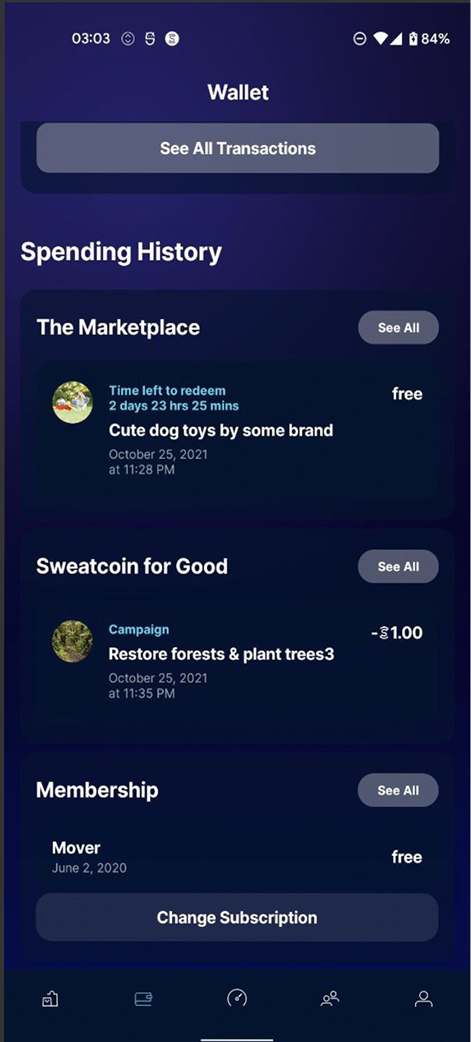 03:03
84%
Wallet
See All Transactions
Spending History
The Marketplace
See All
Time left to redeem
2 days 23 hrs 25 mins
free
Cute dog toys by some brand
October 25, 2021
at 11:28 PM
Sweatcoin for Good
See All
Campaign
-1.00
Restore forests & plant trees3
October 25, 2021
at 11:35 PM
Membership
See All
Mover
June 2, 2020
free
Change Subscription